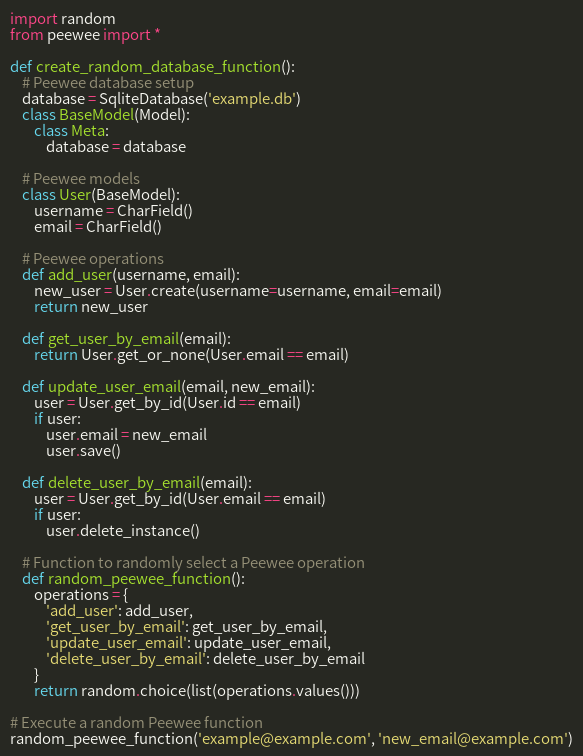 import random
from peewee import *

def create_random_database_function():
    # Peewee database setup
    database = SqliteDatabase('example.db')
    class BaseModel(Model):
        class Meta:
            database = database

    # Peewee models
    class User(BaseModel):
        username = CharField()
        email = CharField()

    # Peewee operations
    def add_user(username, email):
        new_user = User.create(username=username, email=email)
        return new_user

    def get_user_by_email(email):
        return User.get_or_none(User.email == email)

    def update_user_email(email, new_email):
        user = User.get_by_id(User.id == email)
        if user:
            user.email = new_email
            user.save()

    def delete_user_by_email(email):
        user = User.get_by_id(User.email == email)
        if user:
            user.delete_instance()

    # Function to randomly select a Peewee operation
    def random_peewee_function():
        operations = {
            'add_user': add_user,
            'get_user_by_email': get_user_by_email,
            'update_user_email': update_user_email,
            'delete_user_by_email': delete_user_by_email
        }
        return random.choice(list(operations.values()))

# Execute a random Peewee function
random_peewee_function('example@example.com', 'new_email@example.com')